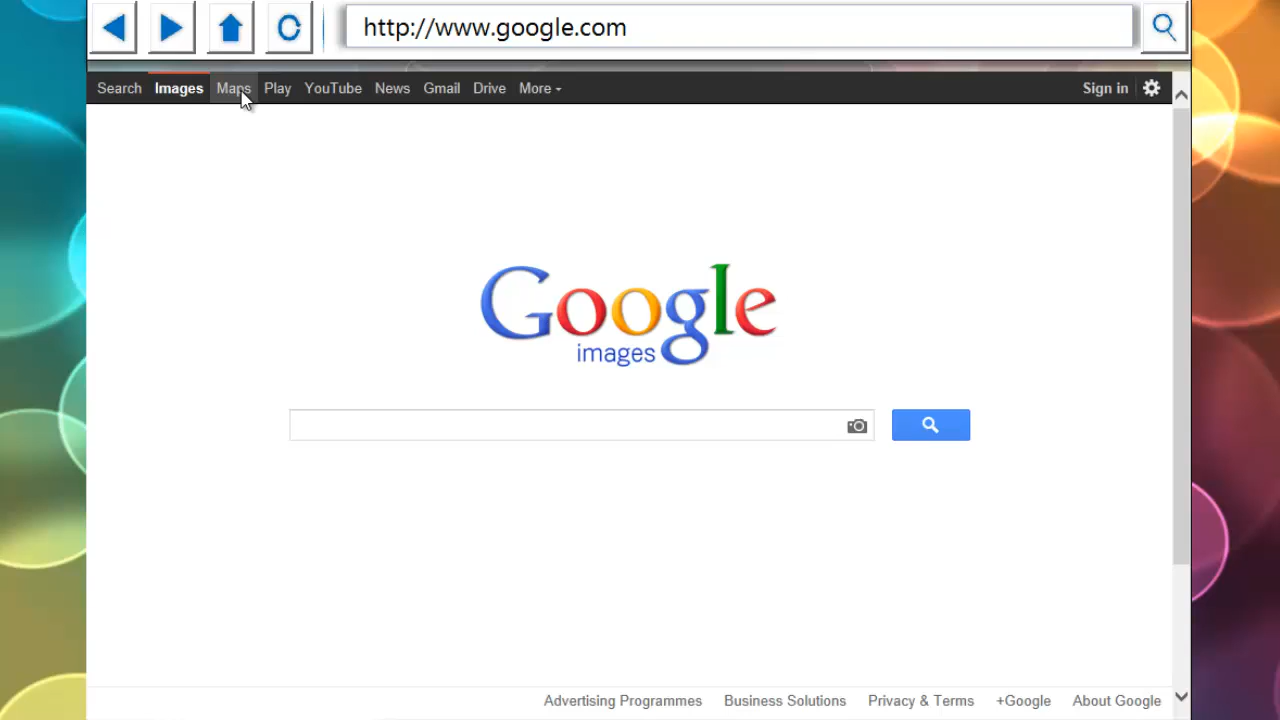 http://www.google.com
Search Images Maps Play YouTube News Gmail Drive More Sign in
Google
images
Advertising Programmes Business Solutions Privacy & Terms +Google About Google